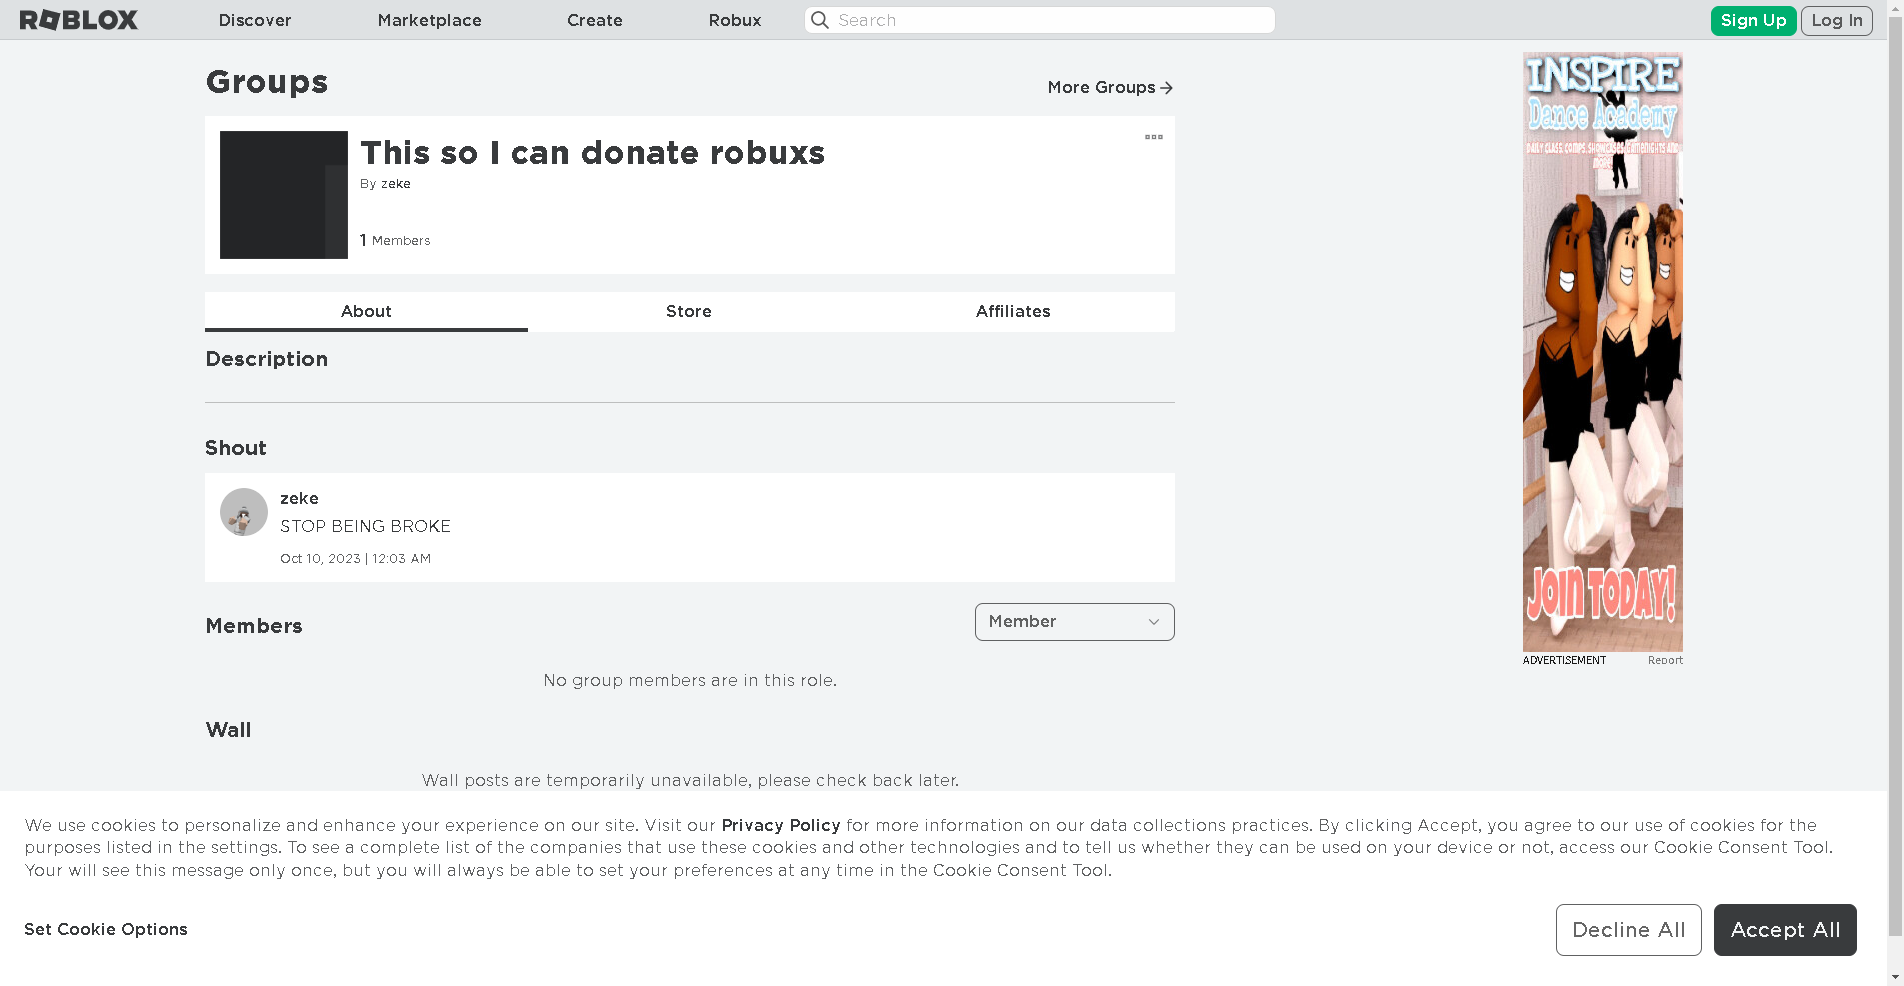 ROBLOX
Discover
Marketplace
Create
Robux
Search
Sign Up
Log In
Groups
More Groups
This so I can donate robuxs
By zeke
1 Members
About
Store
Affiliates
Description
Shout
zeke
STOP BEING BROKE
Oct 10, 2023 | 12:03 AM
Members
Member
No group members are in this role.
Wall
Wall posts are temporarily unavailable, please check back later.
INSPIRE
Dance Academy
DAILY CLASS, COMPS, SHOWCASES, GAMENIGHTS AND
MORE!
JOIN TODAY!
ADVERTISEMENT
Report
We use cookies to personalize and enhance your experience on our site. Visit our Privacy Policy for more information on our data collections practices. By clicking Accept, you agree to our use of cookies for the
purposes listed in the settings. To see a complete list of the companies that use these cookies and other technologies and to tell us whether they can be used on your device or not, access our Cookie Consent Tool.
Your will see this message only once, but you will always be able to set your preferences at any time in the Cookie Consent Tool.
Set Cookie Options
Decline All
Accept All